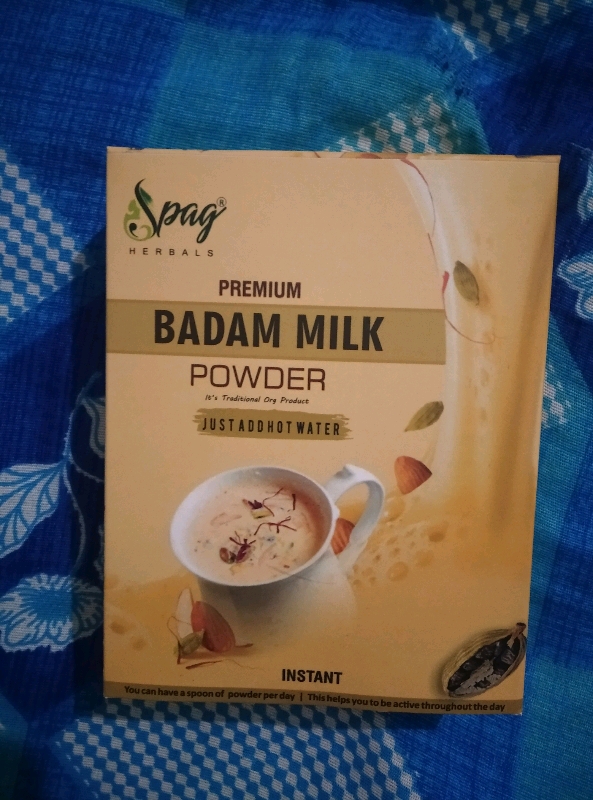 Spag®
HERBALS
PREMIUM
BADAM MILK
POWDER
It's Traditional Org Product
JUST ADD HOT WATER
INSTANT
You can have a spoon of powder per day | This helps you to be active throughout the day